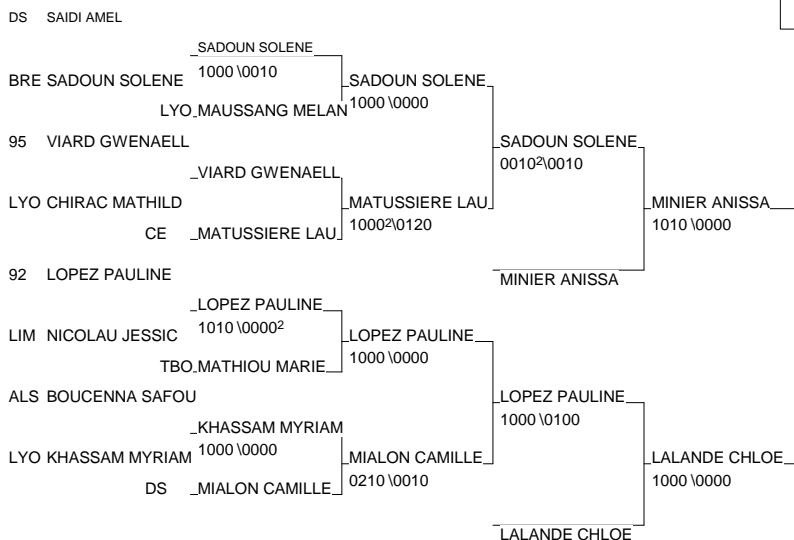 DS SAIDI AMEL
SADOUN SOLENE
1000 \0010
BRE SADOUN SOLENE
SADOUN SOLENE
1000 \0000
LYO MAUSSANG MELAN
95 VIARD GWENAELL
SADOUN SOLENE
0010²\0010
VIARD GWENAELL
LYO CHIRAC MATHILD
MATUSSIERE LAU
1000²\0120
MINIER ANISSA
1010 \0000
CE MATUSSIERE LAU
92 LOPEZ PAULINE
MINIER ANISSA
LOPEZ PAULINE
1010 \0000²
LIM NICOLAU JESSIC
LOPEZ PAULINE
1000 \0000
TBO MATHIOU MARIE
ALS BOUCENNA SAFOU
LOPEZ PAULINE
1000 \0100
KHASSAM MYRIAM
1000 \0000
LYO KHASSAM MYRIAM
MIALON CAMILLE
0210 \0010
LALANDE CHLOE
1000 \0000
DS MIALON CAMILLE
LALANDE CHLOE